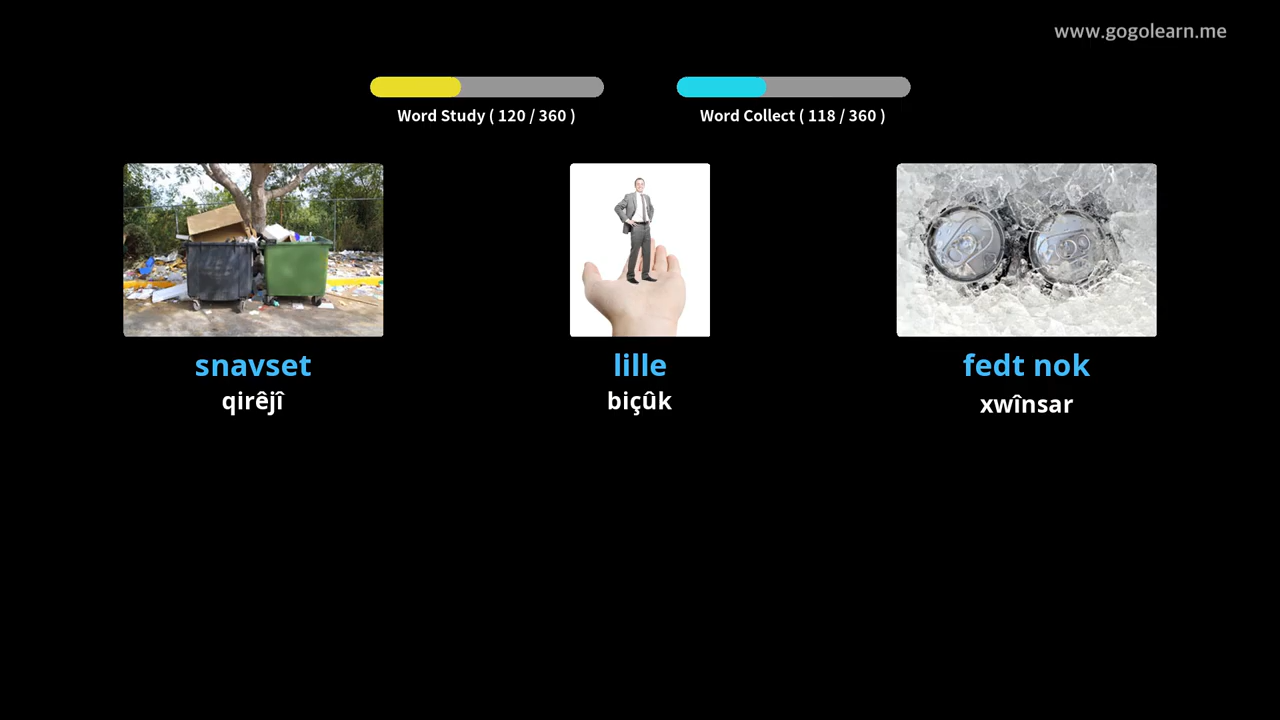 www.gogolearn.me
Word Study ( 120 / 360 )
Word Collect ( 118 / 360 )
snavset
qirêjî
lille
biçûk
fedt nok
xwînsar